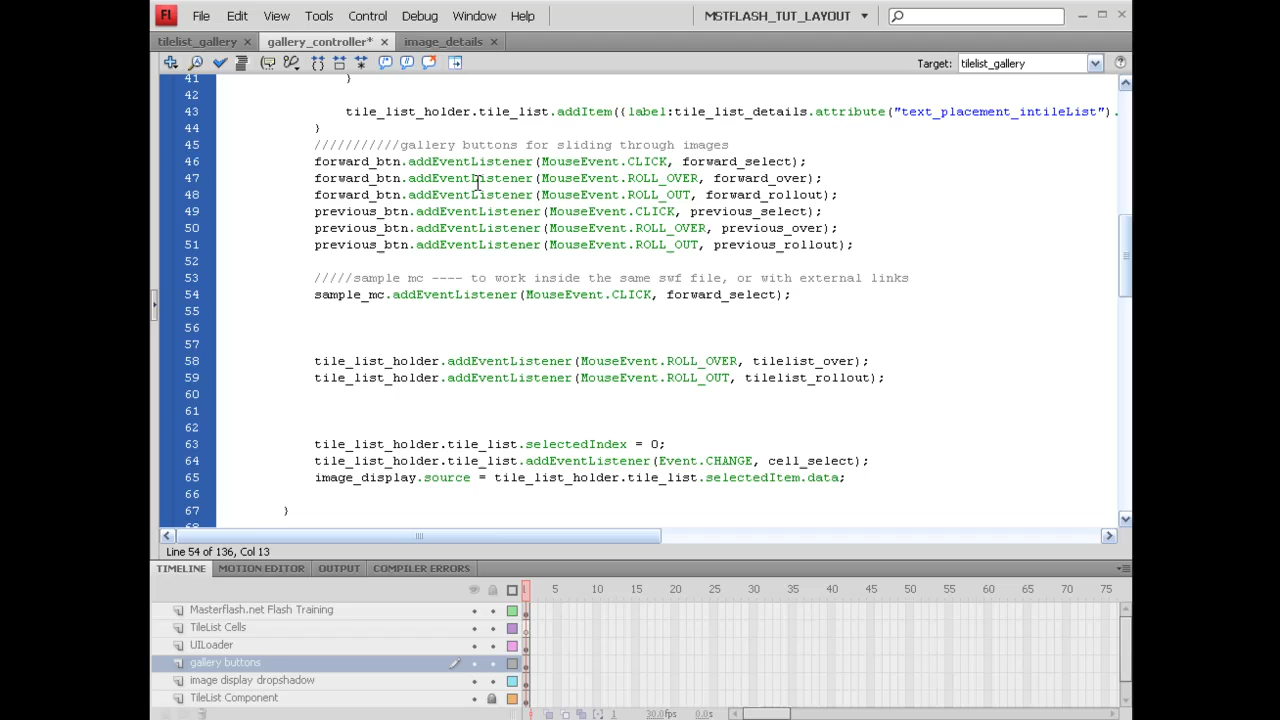 Fl File Edit View Tools Control Debug Window Help MSTFLASH_TUT_LAYOUT
tilelist_gallery gallery_controller* image_details
Target: tilelist_gallery
41 }
42
43 tile_list_holder.tile_list.addItem({label:tile_list_details.attribute("text_placement_intileList").
44 }
45 ///////////gallery buttons for sliding through images
46 forward_btn.addEventListener(MouseEvent.CLICK, forward_select);
47 forward_btn.addEventListener(MouseEvent.ROLL_OVER, forward_over);
48 forward_btn.addEventListener(MouseEvent.ROLL_OUT, forward_rollout);
49 previous_btn.addEventListener(MouseEvent.CLICK, previous_select);
50 previous_btn.addEventListener(MouseEvent.ROLL_OVER, previous_over);
51 previous_btn.addEventListener(MouseEvent.ROLL_OUT, previous_rollout);
52
53 /////sample mc ---- to work inside the same swf file, or with external links
54 sample_mc.addEventListener(MouseEvent.CLICK, forward_select);
55
56
57
58 tile_list_holder.addEventListener(MouseEvent.ROLL_OVER, tilelist_over);
59 tile_list_holder.addEventListener(MouseEvent.ROLL_OUT, tilelist_rollout);
60
61
62
63 tile_list_holder.tile_list.selectedIndex = 0;
64 tile_list_holder.tile_list.addEventListener(Event.CHANGE, cell_select);
65 image_display.source = tile_list_holder.tile_list.selectedItem.data;
66
67 }
68
Line 54 of 136, Col 13
TIMELINE MOTION EDITOR OUTPUT COMPILER ERRORS
1 5 10 15 20 25 30 35 40 45 50 55 60 65 70 75
Masterflash.net Flash Training
TileList Cells
UILoader
gallery buttons
image display dropshadow
TileList Component
1 30.0fps 0.0s